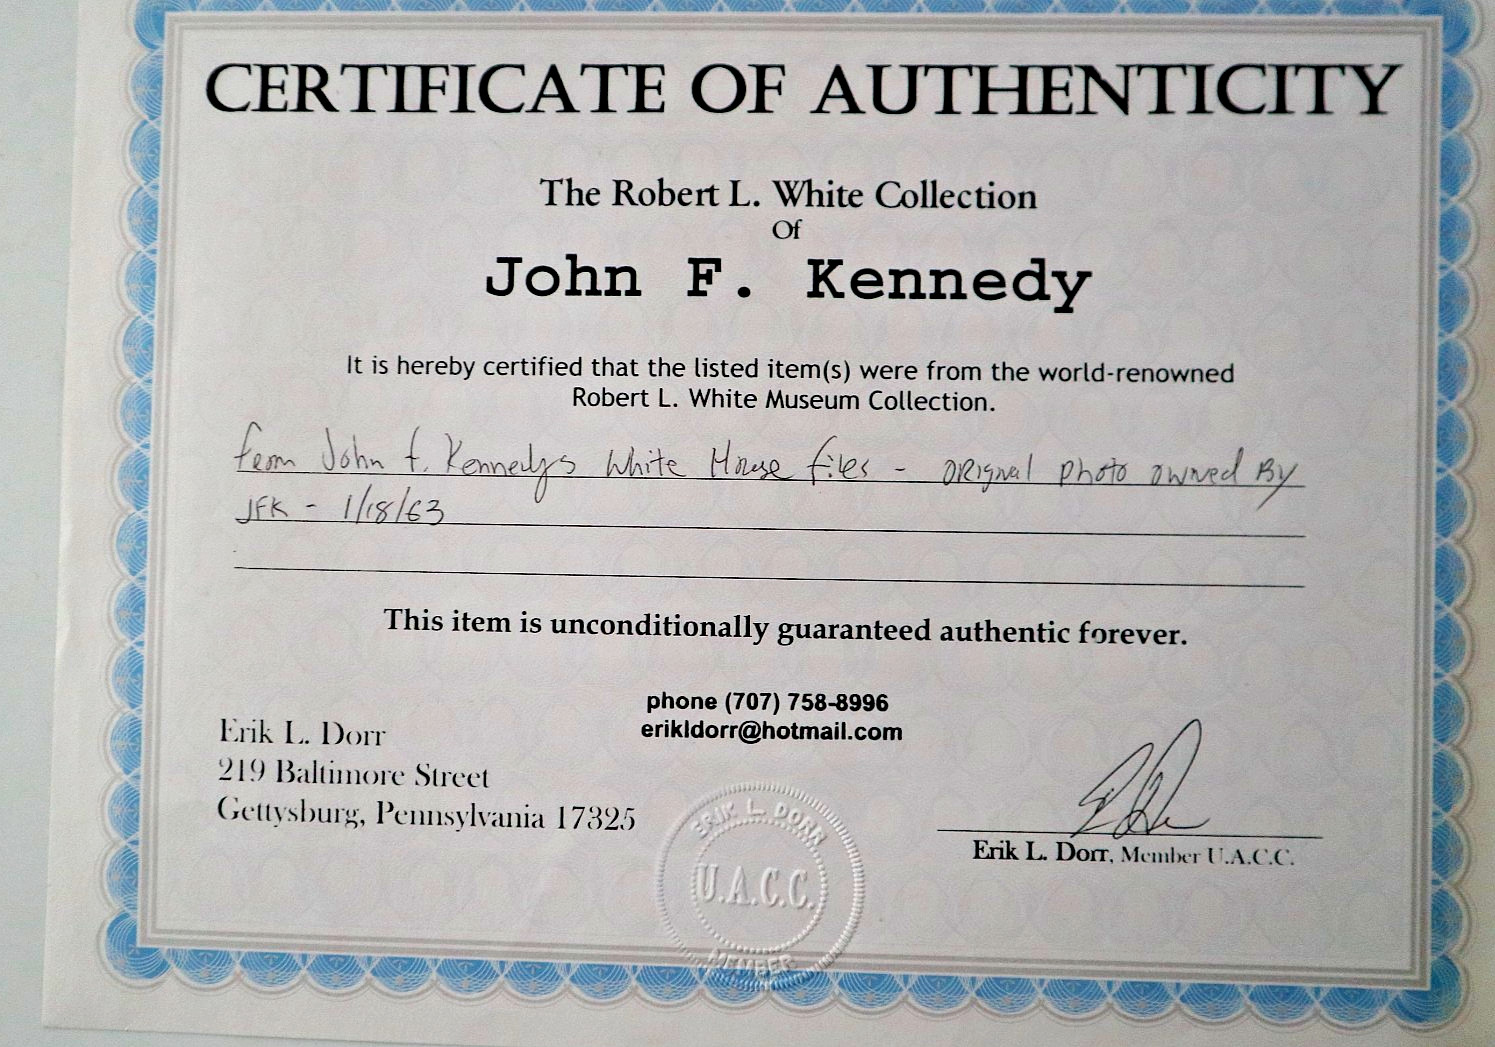 CERTIFICATE OF AUTHENTICITY
The Robert L. White Collection
Of
John F. Kennedy
It is hereby certified that the listed item(s) were from the world-renowned
Robert L. White Museum Collection.
from John F. Kennedys White House files - original photo owned By
JFK - 1/18/63
This item is unconditionally guaranteed authentic forever.
phone (707) 758-8996
erikldorr@hotmail.com
Erik L. Dorr
219 Baltimore Street
Gettysburg, Pennsylvania 17325
ERIK L. DORR
U.A.C.C.
MEMBER
Erik L. Dorr, Member U.A.C.C.